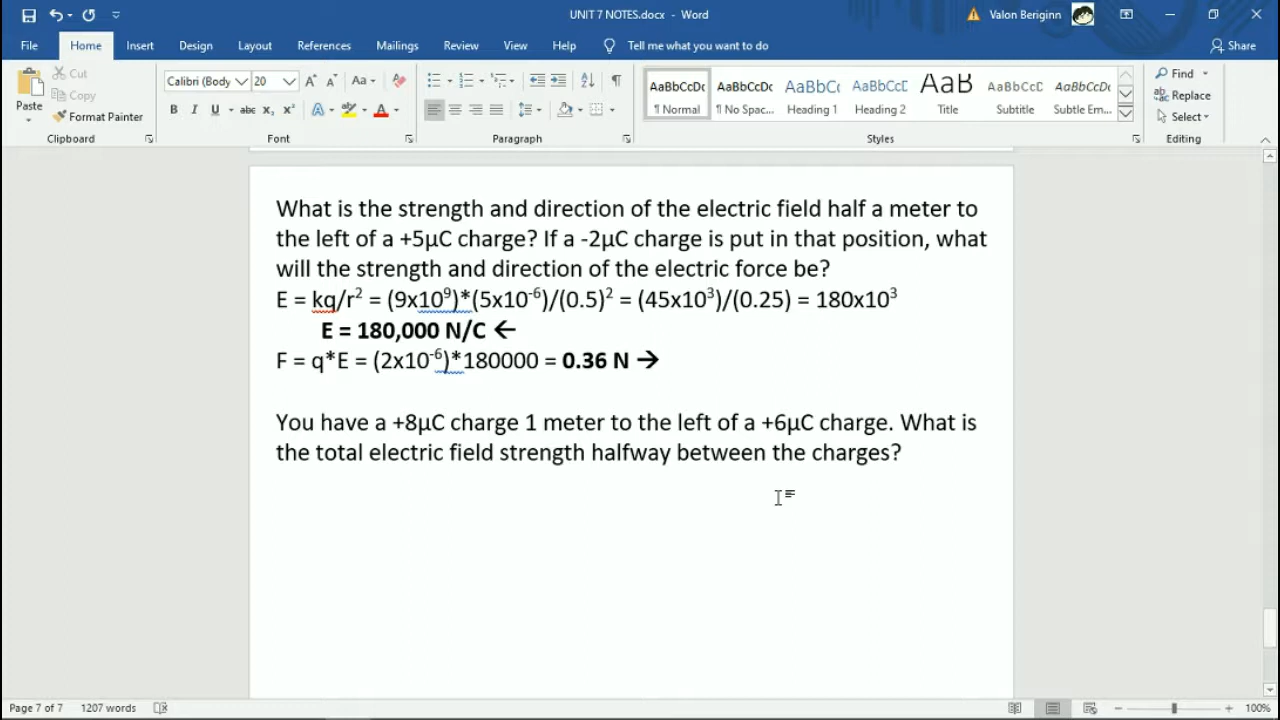 UNIT 7 NOTES.docx - Word
Valon Beriginn
File Home Insert Design Layout References Mailings Review View Help Tell me what you want to do Share
Paste
Cut
Copy
Format Painter
Clipboard
Calibri (Body 20
Font
Paragraph
AaBbCcDc AaBbCcDc AaBbCc AaBbCcC AaB AaBbCcC AaBbCcDc
¶ Normal ¶ No Spac... Heading 1 Heading 2 Title Subtitle Subtle Em...
Styles
Find
Replace
Select
Editing
What is the strength and direction of the electric field half a meter to
the left of a +5µC charge? If a -2µC charge is put in that position, what
will the strength and direction of the electric force be?
E = kq/r² = (9x10⁹)*(5x10⁻⁶)/(0.5)² = (45x10³)/(0.25) = 180x10³
E = 180,000 N/C ←
F = q*E = (2x10⁻⁶)*180000 = 0.36 N →
You have a +8µC charge 1 meter to the left of a +6µC charge. What is
the total electric field strength halfway between the charges?
Page 7 of 7 1207 words 100%